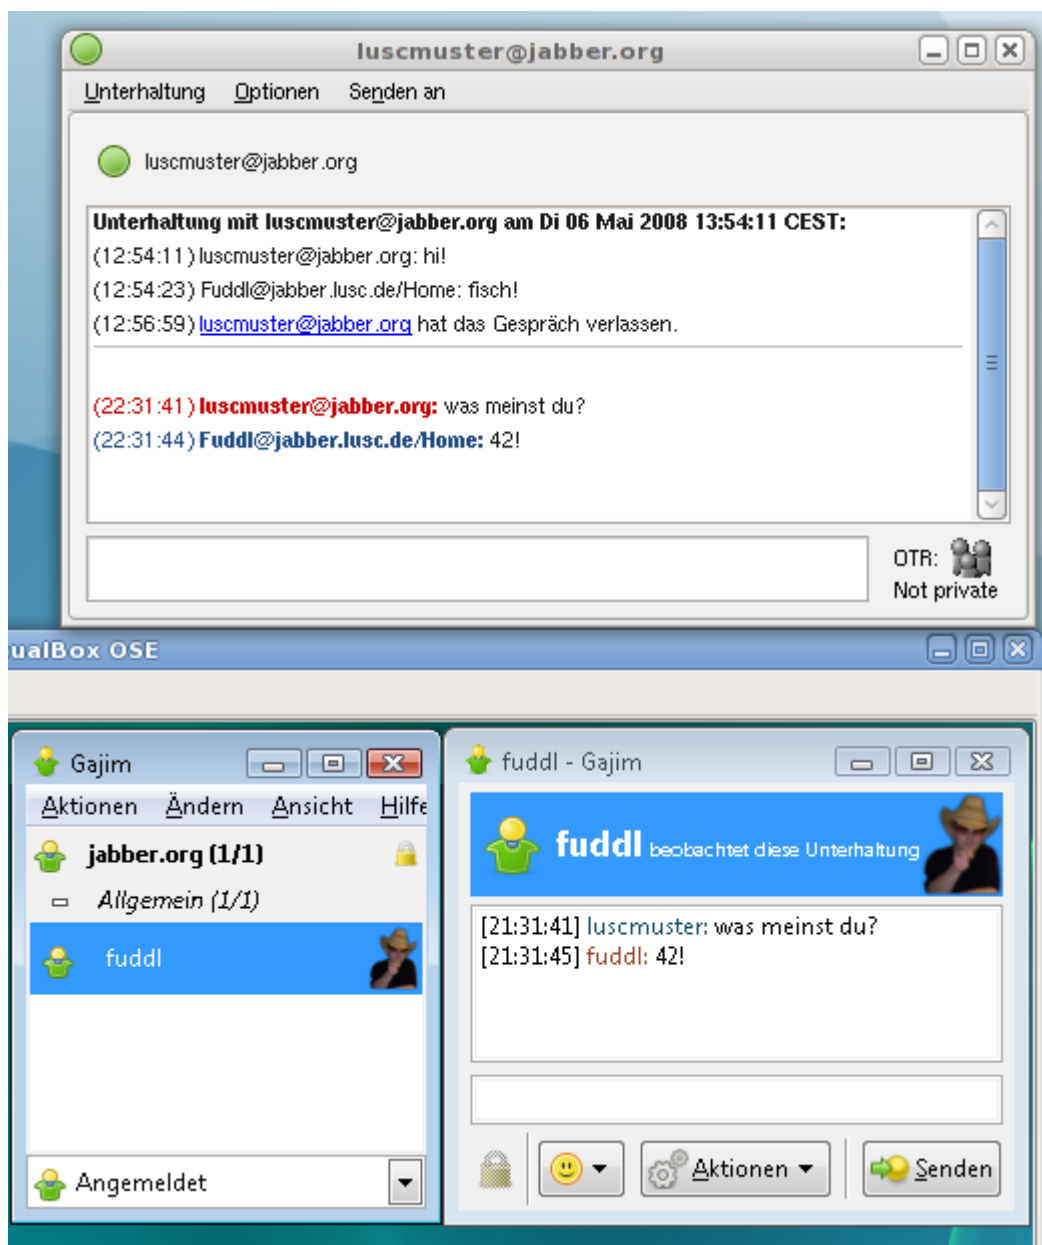 luscmuster@jabber.org
Unterhaltung Optionen Senden an
luscmuster@jabber.org
Unterhaltung mit luscmuster@jabber.org am Di 06 Mai 2008 13:54:11 CEST:
(12:54:11) luscmuster@jabber.org: hi!
(12:54:23) Fuddl@jabber.lusc.de/Home: fisch!
(12:56:59) luscmuster@jabber.org hat das Gespräch verlassen.
(22:31:41) luscmuster@jabber.org: was meinst du?
(22:31:44) Fuddl@jabber.lusc.de/Home: 42!
OTR:
Not private
ualBox OSE
Gajim
Aktionen Ändern Ansicht Hilfe
jabber.org (1/1)
Allgemein (1/1)
fuddl
Angemeldet
fuddl - Gajim
fuddl beobachtet diese Unterhaltung
[21:31:41] luscmuster: was meinst du?
[21:31:45] fuddl: 42!
Aktionen Senden